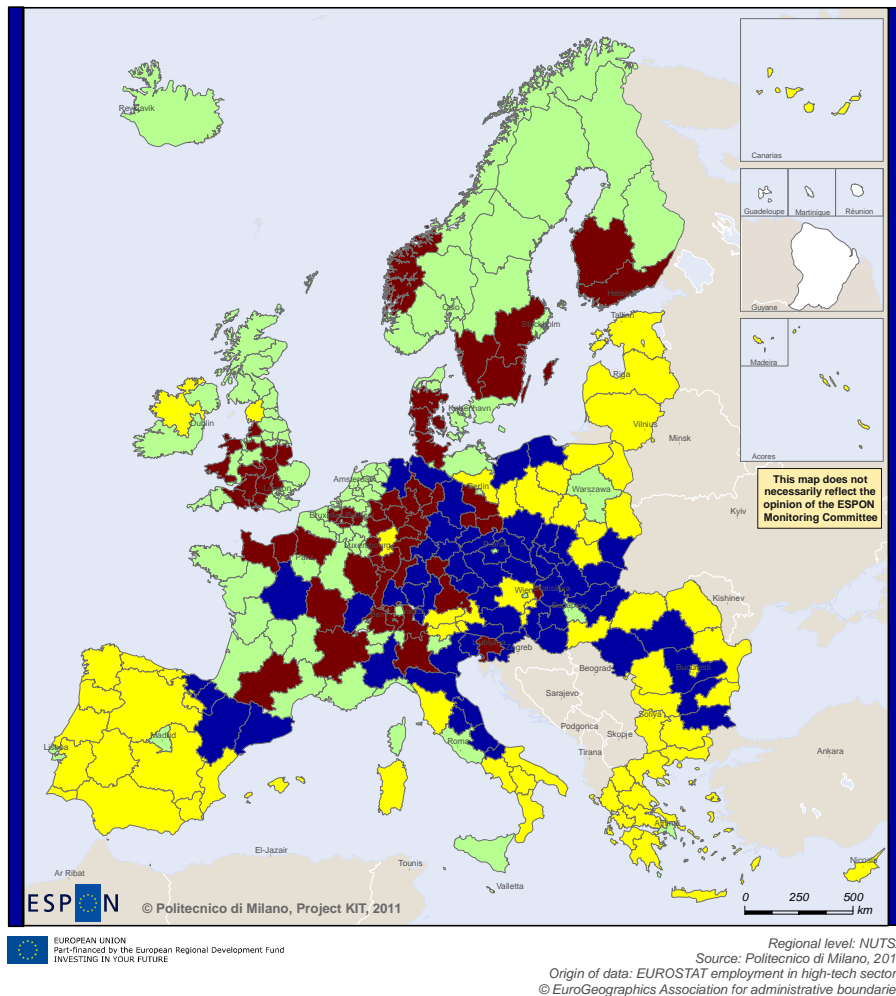 Reykjavik
Canarias
Guadeloupe
Martinique
Réunion
Guyane
Madeira
Acores
This map does not
necessarily reflect the
opinion of the ESPON
Monitoring Committee
Oslo
Stockholm
Helsinki
Tallinn
Riga
Vilnius
Minsk
København
Dublin
Amsterdam
Berlin
Warszawa
Kyiv
Paris
Wien
Kishinev
Zagreb
Beograd
Bucuresti
Sarajevo
Podgorica
Skopje
Sofiya
Tirana
Ankara
Madrid
Lisboa
Roma
Nicosia
El-Jazair
Tounis
Ar Ribat
Valletta
0 250 500
km
ESPON
© Politecnico di Milano, Project KIT, 2011
EUROPEAN UNION
Part-financed by the European Regional Development Fund
INVESTING IN YOUR FUTURE
Regional level: NUTS
Source: Politecnico di Milano, 201
Origin of data: EUROSTAT employment in high-tech sector
© EuroGeographics Association for administrative boundarie